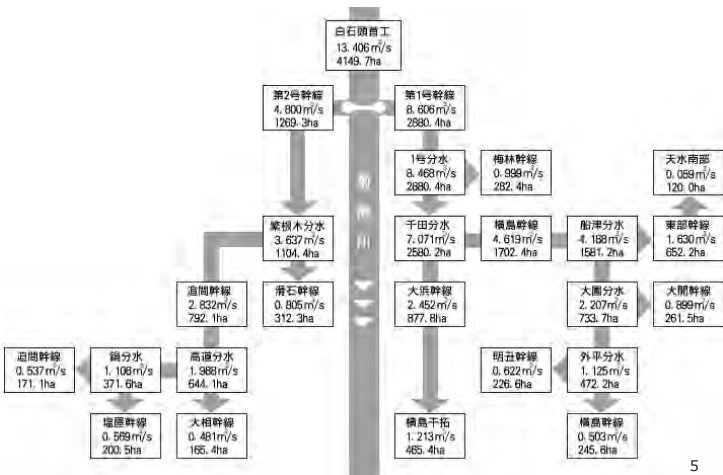 白石頭首工
13.406m³/s
4149.7ha
第2号幹線
4.800m³/s
1269.3ha
第1号幹線
8.606m³/s
2880.4ha
1号分水
8.468m³/s
2880.4ha
梅林幹線
0.999m³/s
282.4ha
天水南部
0.059m³/s
120.0ha
繁根木分水
3.637m³/s
1104.4ha
千田分水
7.071m³/s
2580.2ha
横島幹線
4.619m³/s
1702.4ha
船津分水
4.188m³/s
1581.2ha
東部幹線
1.630m³/s
652.2ha
迫間幹線
2.832m³/s
792.1ha
滑石幹線
0.805m³/s
312.3ha
大浜幹線
2.452m³/s
877.8ha
大園分水
2.207m³/s
733.7ha
大開幹線
0.899m³/s
261.5ha
迫間幹線
0.537m³/s
171.1ha
鍋分水
1.106m³/s
371.6ha
高道分水
1.988m³/s
644.1ha
明丑幹線
0.622m³/s
226.6ha
外平分水
1.125m³/s
472.2ha
塩屋幹線
0.569m³/s
200.5ha
大相幹線
0.481m³/s
165.4ha
横島干拓
1.213m³/s
465.4ha
横島幹線
0.503m³/s
245.6ha
5